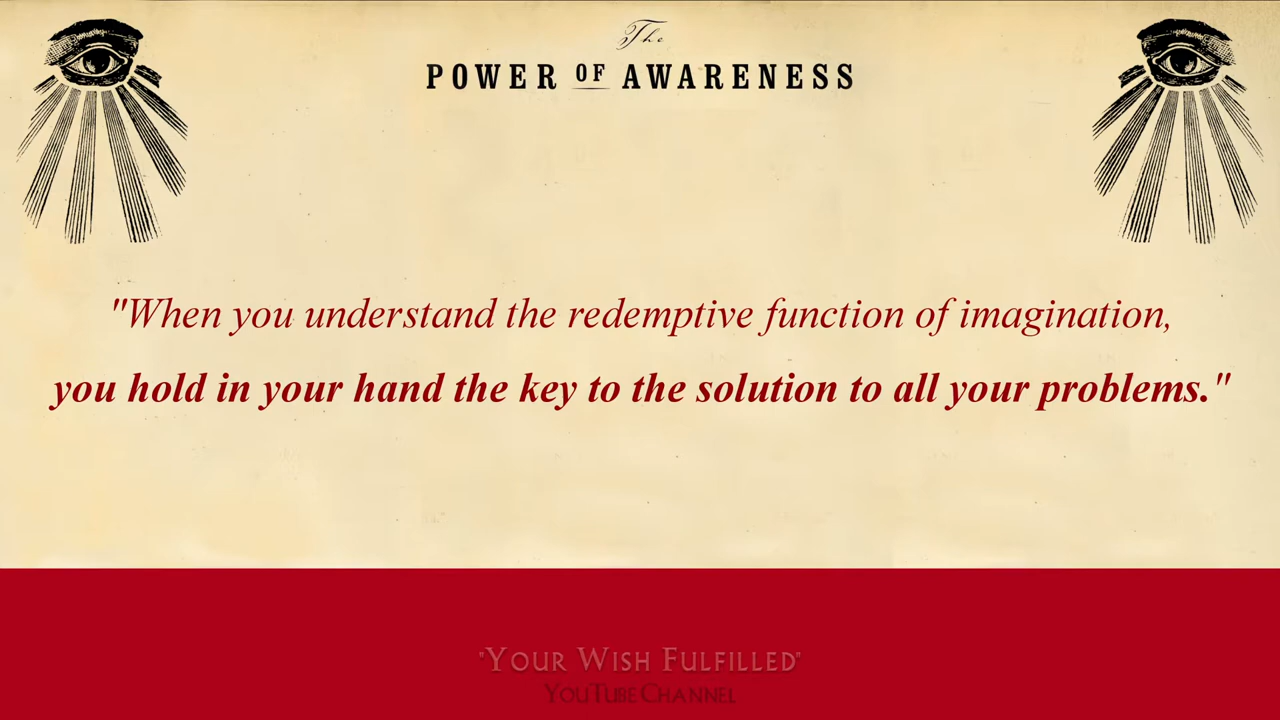 The
POWER OF AWARENESS
"When you understand the redemptive function of imagination,
you hold in your hand the key to the solution to all your problems."
"YOUR WISH FULFILLED"
YOUTUBE CHANNEL